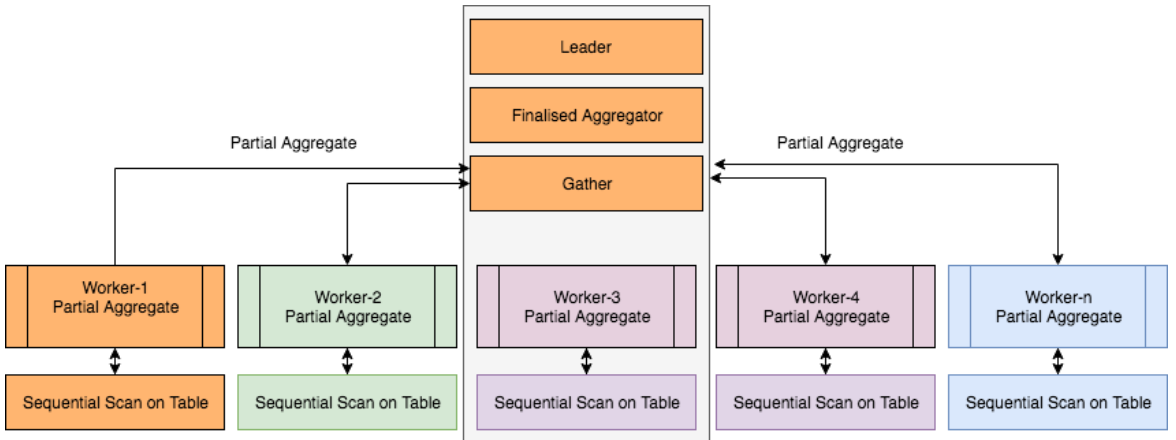 Leader
Finalised Aggregator
Partial Aggregate
Partial Aggregate
Gather
Worker-1
Partial Aggregate
Worker-2
Partial Aggregate
Worker-3
Partial Aggregate
Worker-4
Partial Aggregate
Worker-n
Partial Aggregate
Sequential Scan on Table
Sequential Scan on Table
Sequential Scan on Table
Sequential Scan on Table
Sequential Scan on Table